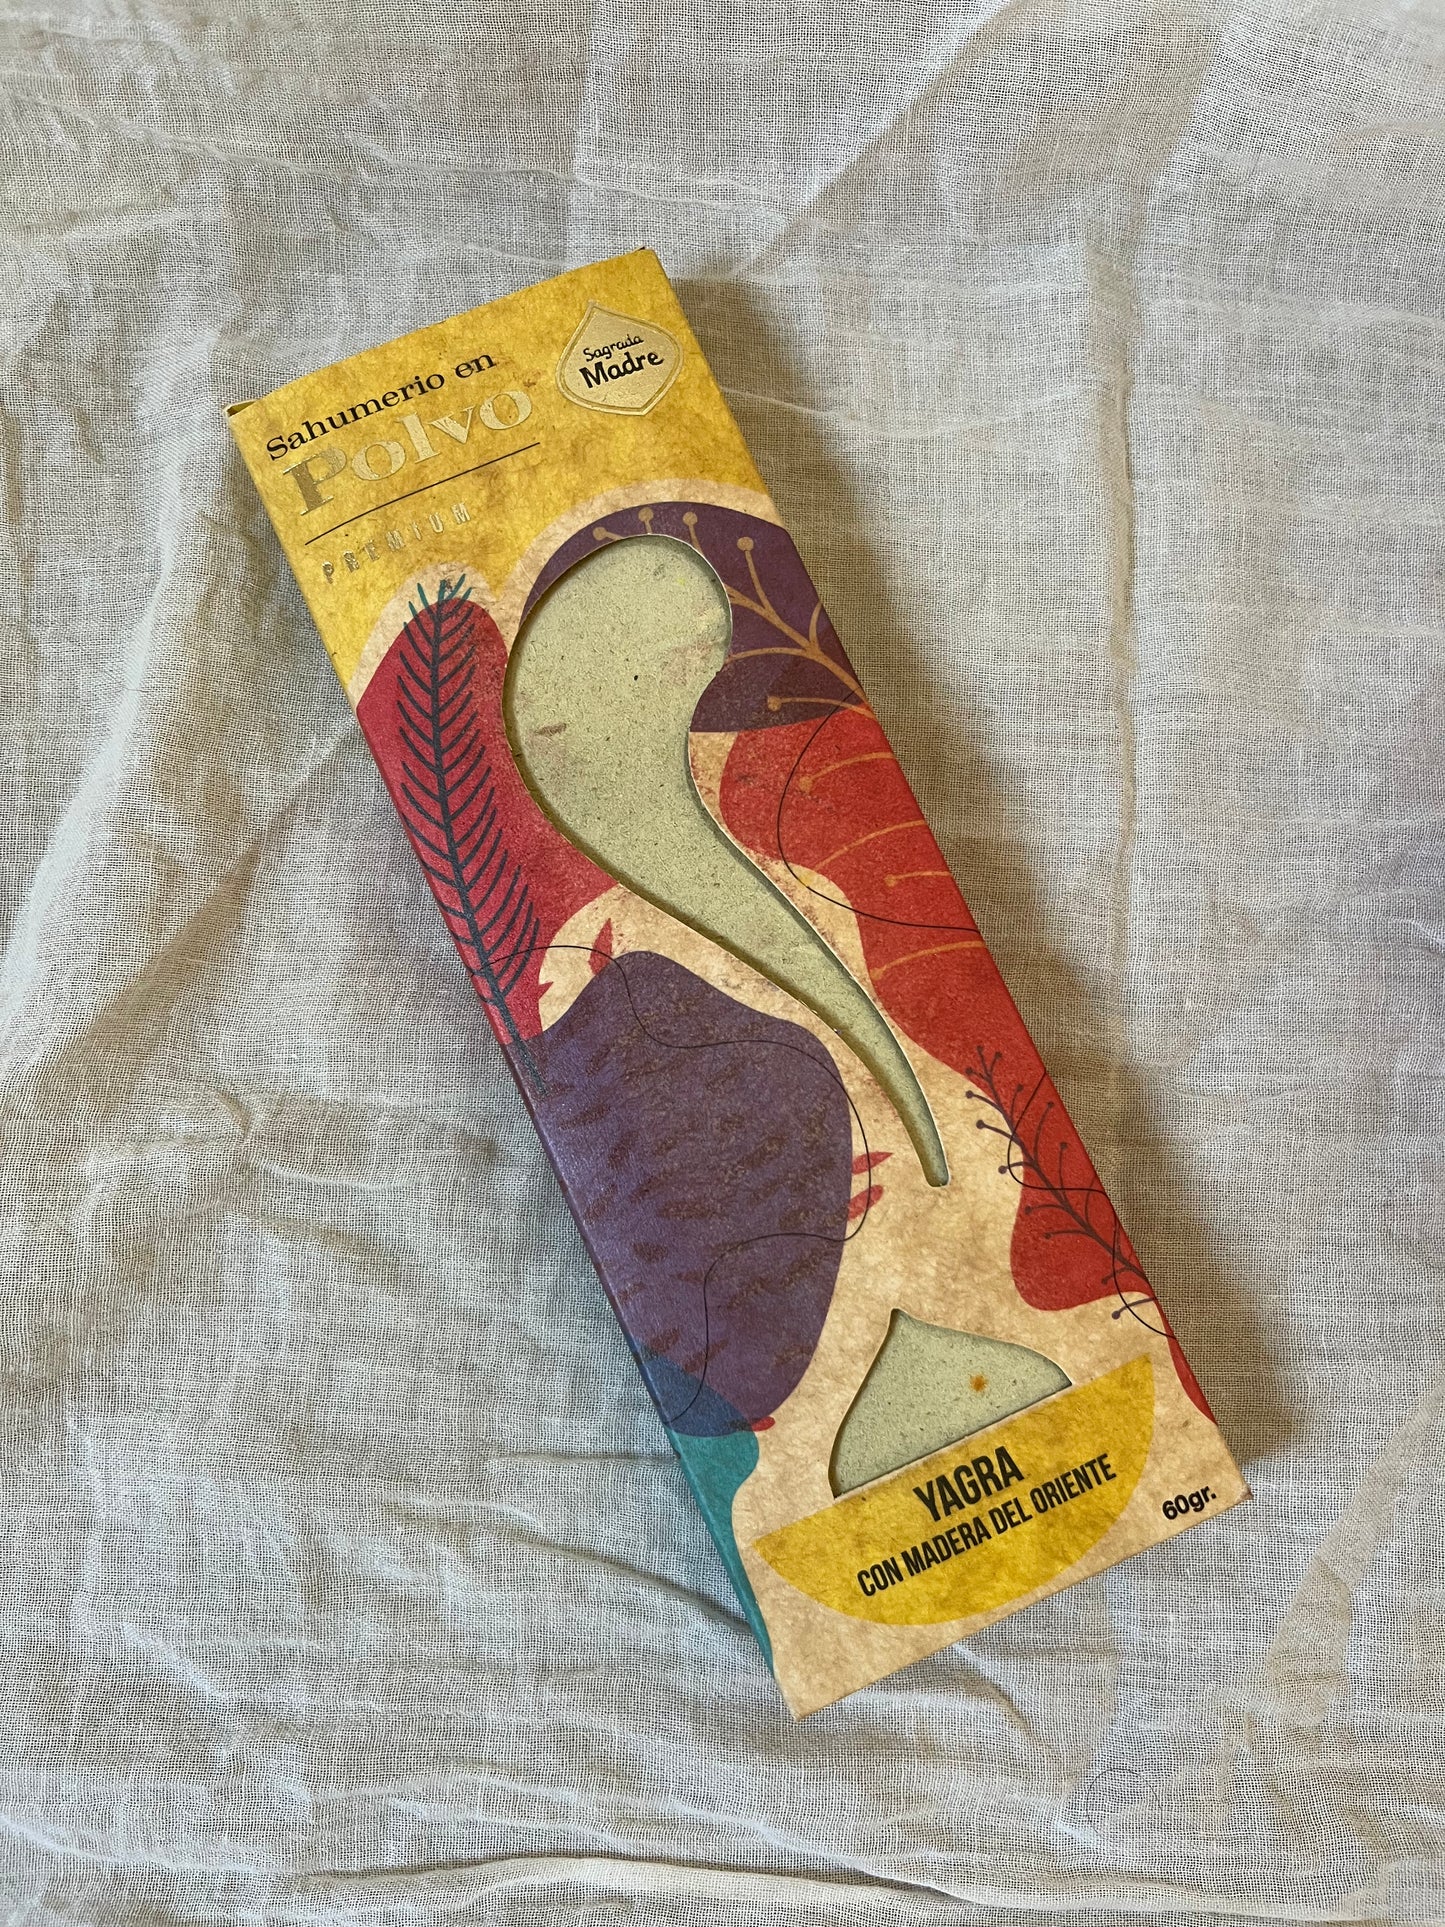 Sahumerio en
Polvo
PREMIUM
Sagrada
Madre
YAGRA
CON MADERA DEL ORIENTE
60gr.